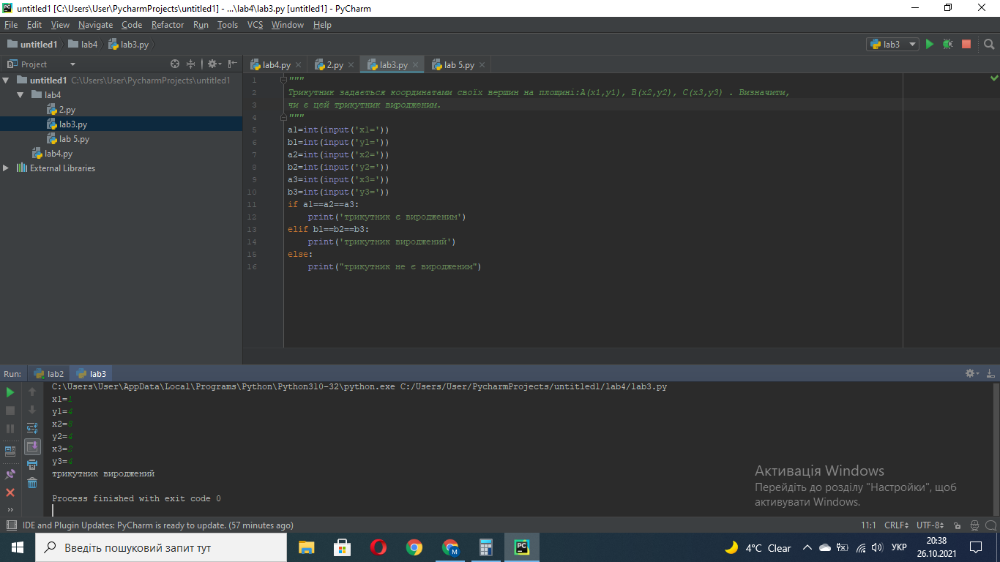 untitled1 [C:\Users\User\PycharmProjects\untitled1] - ...\lab4\lab3.py [untitled1] - PyCharm
File Edit View Navigate Code Refactor Run Tools VCS Window Help
untitled1 lab4 lab3.py lab3
Project lab4.py 2.py lab3.py lab 5.py
untitled1 C:\Users\User\PycharmProjects\untitled1
lab4
2.py
lab3.py
lab 5.py
lab4.py
External Libraries
1 """
2 Трикутник задається координатами своїх вершин на площині:A(x1,y1), B(x2,y2), C(x3,y3) . Визначити,
3 чи є цей трикутник виродженим.
4 """
5 a1=int(input('x1='))
6 b1=int(input('y1='))
7 a2=int(input('x2='))
8 b2=int(input('y2='))
9 a3=int(input('x3='))
10 b3=int(input('y3='))
11 if a1==a2==a3:
12 print('трикутник є виродженим')
13 elif b1==b2==b3:
14 print('трикутник вироджений')
15 else:
16 print("трикутник не є виродженим")
Run: lab2 lab3
C:\Users\User\AppData\Local\Programs\Python\Python310-32\python.exe C:/Users/User/PycharmProjects/untitled1/lab4/lab3.py
x1=1
y1=4
x2=8
y2=4
x3=2
y3=4
трикутник вироджений
Process finished with exit code 0
Активація Windows
Перейдіть до розділу "Настройки", щоб
активувати Windows.
IDE and Plugin Updates: PyCharm is ready to update. (57 minutes ago) 11:1 CRLF UTF-8
Введіть пошуковий запит тут 4°C Clear УКР 20:38
26.10.2021